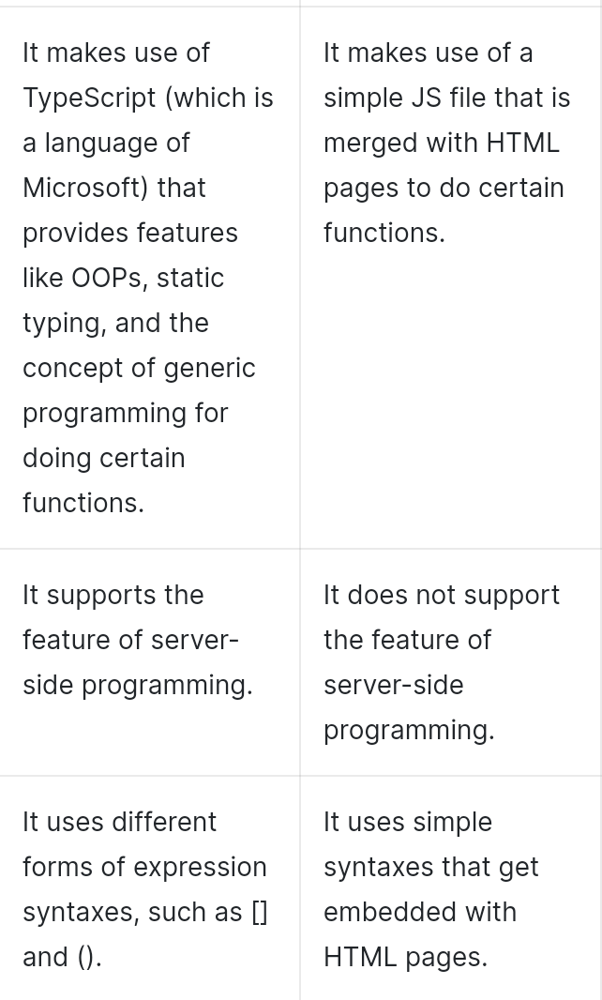 It makes use of
TypeScript (which is
a language of
Microsoft) that
provides features
like OOPs, static
typing, and the
concept of generic
programming for
doing certain
functions.
It makes use of a
simple JS file that is
merged with HTML
pages to do certain
functions.
It supports the
feature of server-
side programming.
It does not support
the feature of
server-side
programming.
It uses different
forms of expression
syntaxes, such as []
and ().
It uses simple
syntaxes that get
embedded with
HTML pages.